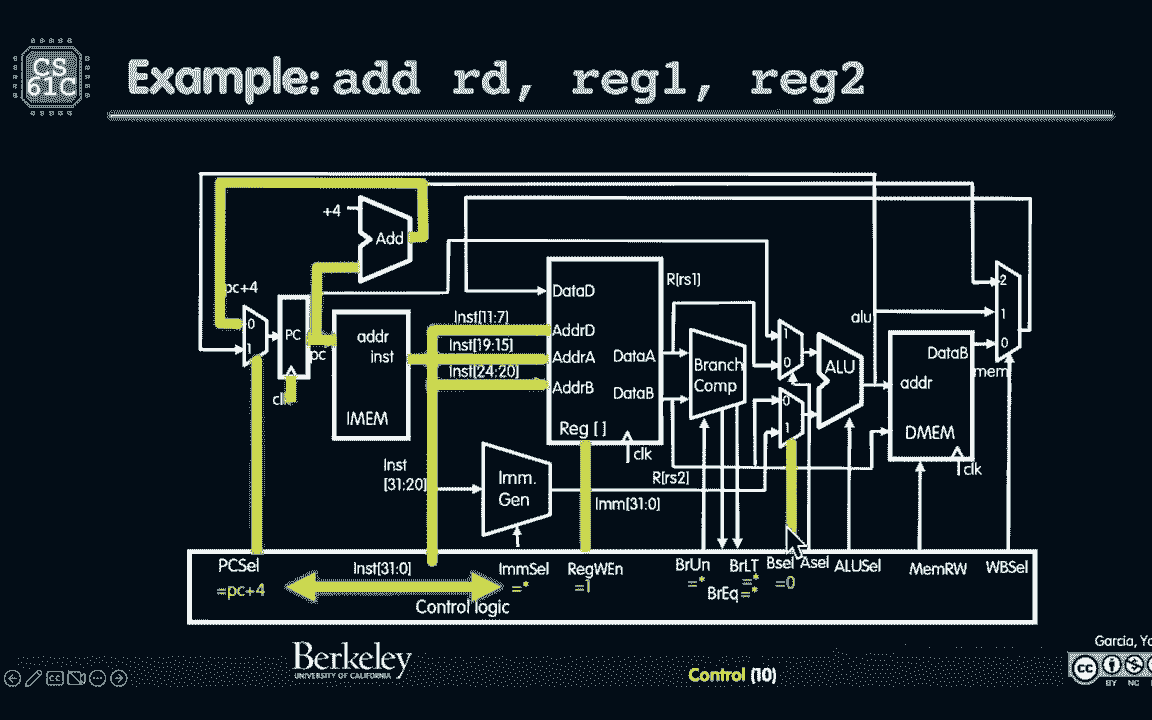 CS
61C
Example: add rd, reg1, reg2
+4
Add
pc+4
0
1
PC
pc
clk
addr
inst
IMEM
Inst[11:7]
Inst[19:15]
Inst[24:20]
DataD
AddrD
AddrA
AddrB
DataA
DataB
Reg []
clk
Inst
[31:20]
Imm.
Gen
Imm[31:0]
R[rs1]
R[rs2]
Branch
Comp
1
0
0
1
ALU
alu
DataB
addr
DMEM
clk
2
1
0
mem
PCSel
=pc+4
Inst[31:0]
Control logic
ImmSel
=*
RegWEn
=1
BrUn
=*
BrLT
=*
BrEq=*
Bsel
=0
Asel
ALUSel
MemRW
WBSel
Berkeley
UNIVERSITY OF CALIFORNIA
Control (10)
Garcia,
cc
BY NC